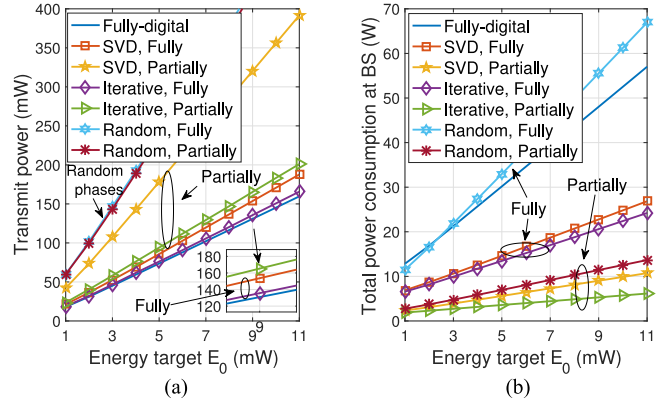 400
350
300
250
200
150
100
50
0
Transmit power (mW)
Fully-digital
SVD, Fully
SVD, Partially
Iterative, Fully
Iterative, Partially
Random, Fully
Random, Partially
Random
phases
Partially
Fully
180
160
140
120
9
1 3 5 7 9 11
Energy target E₀ (mW)
(a)
70
60
50
40
30
20
10
0
Total power consumption at BS (W)
Fully-digital
SVD, Fully
SVD, Partially
Iterative, Fully
Iterative, Partially
Random, Fully
Random, Partially
Fully
Partially
1 3 5 7 9 11
Energy target E₀ (mW)
(b)